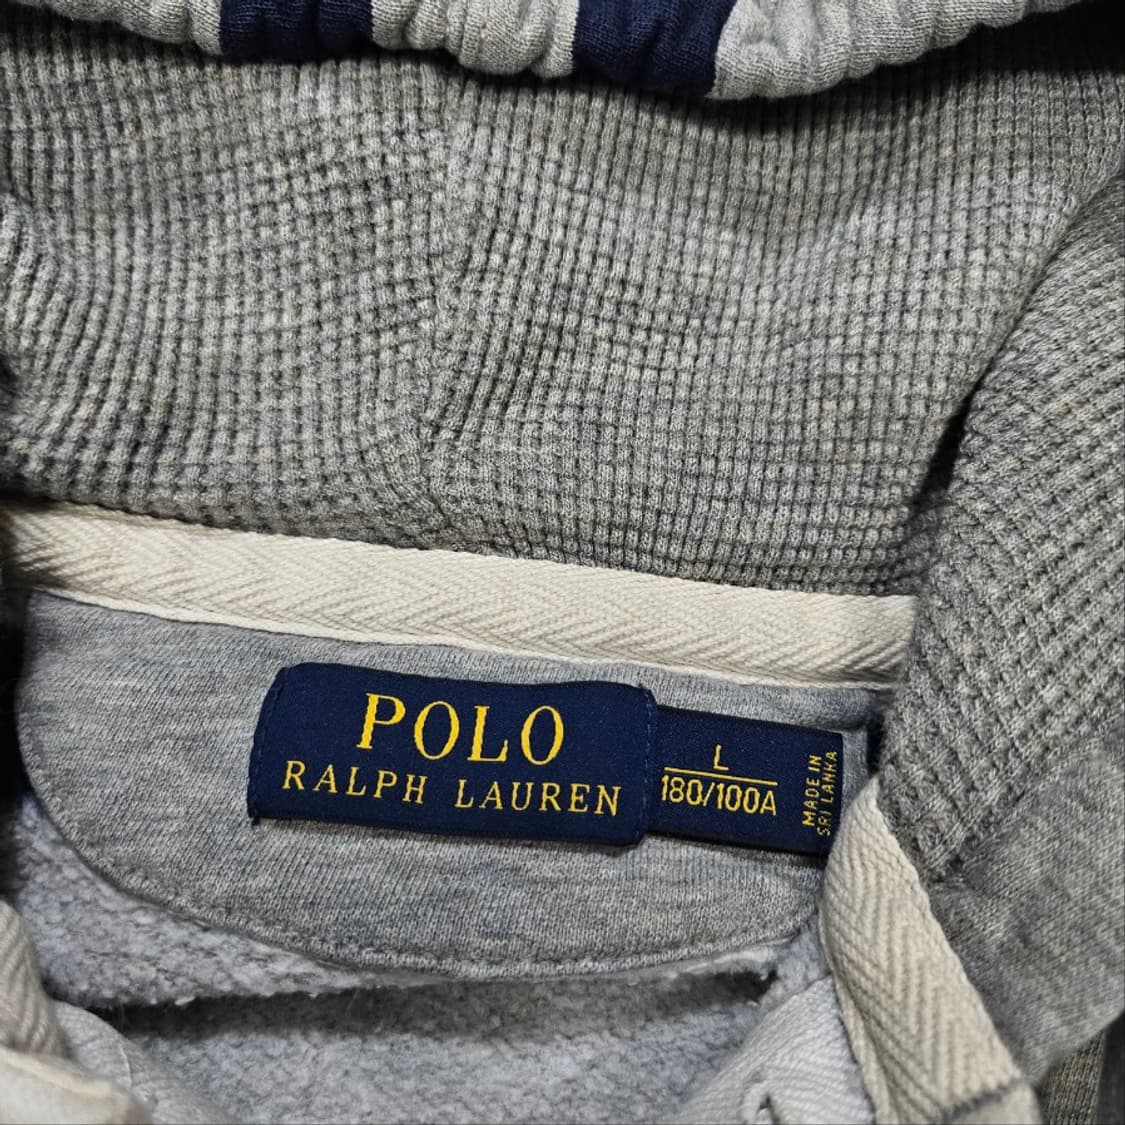 POLO
RALPH LAUREN
L
180/100A
MADE IN
SRI LANKA